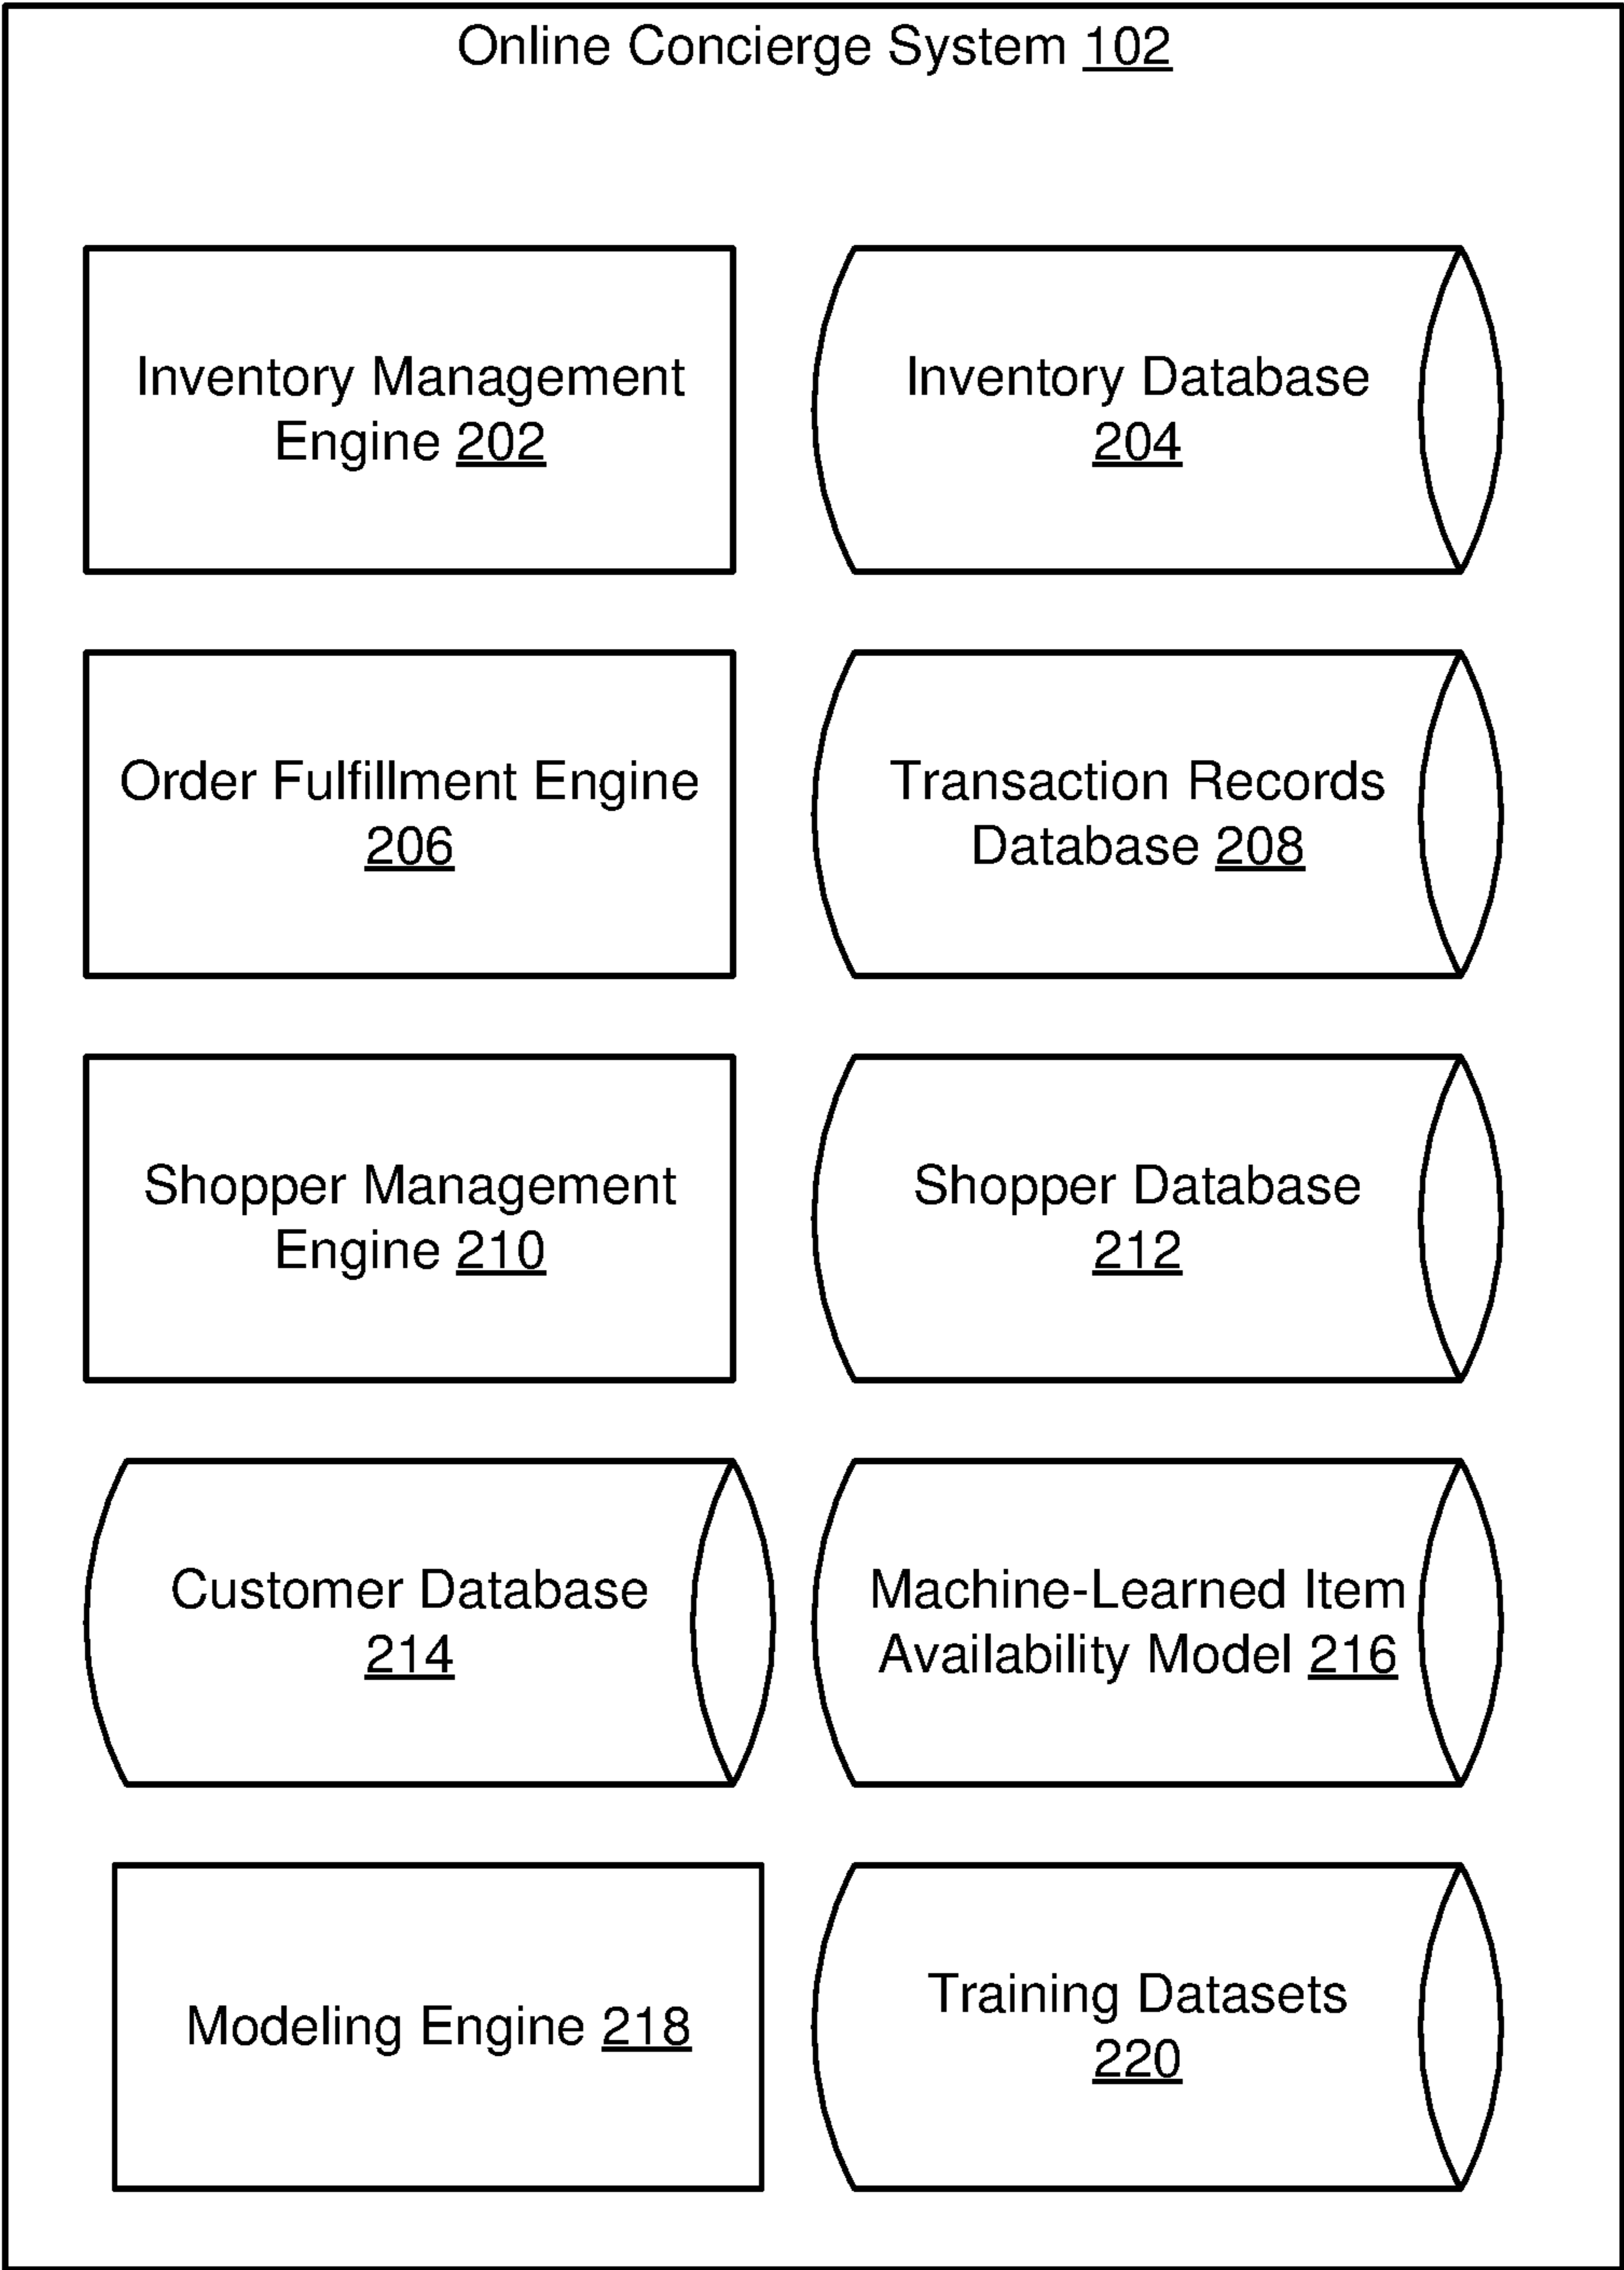 Online Concierge System 102
Inventory Management
Engine 202
Inventory Database
204
Order Fulfillment Engine
206
Transaction Records
Database 208
Shopper Management
Engine 210
Shopper Database
212
Customer Database
214
Machine-Learned Item
Availability Model 216
Modeling Engine 218
Training Datasets
220